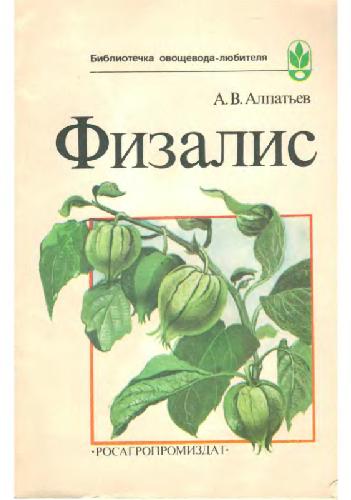 Библиотечка овощевода-любителя
А. В. Алпатьев
Физалис
·РОСАГРОПРОМИЗДАТ·